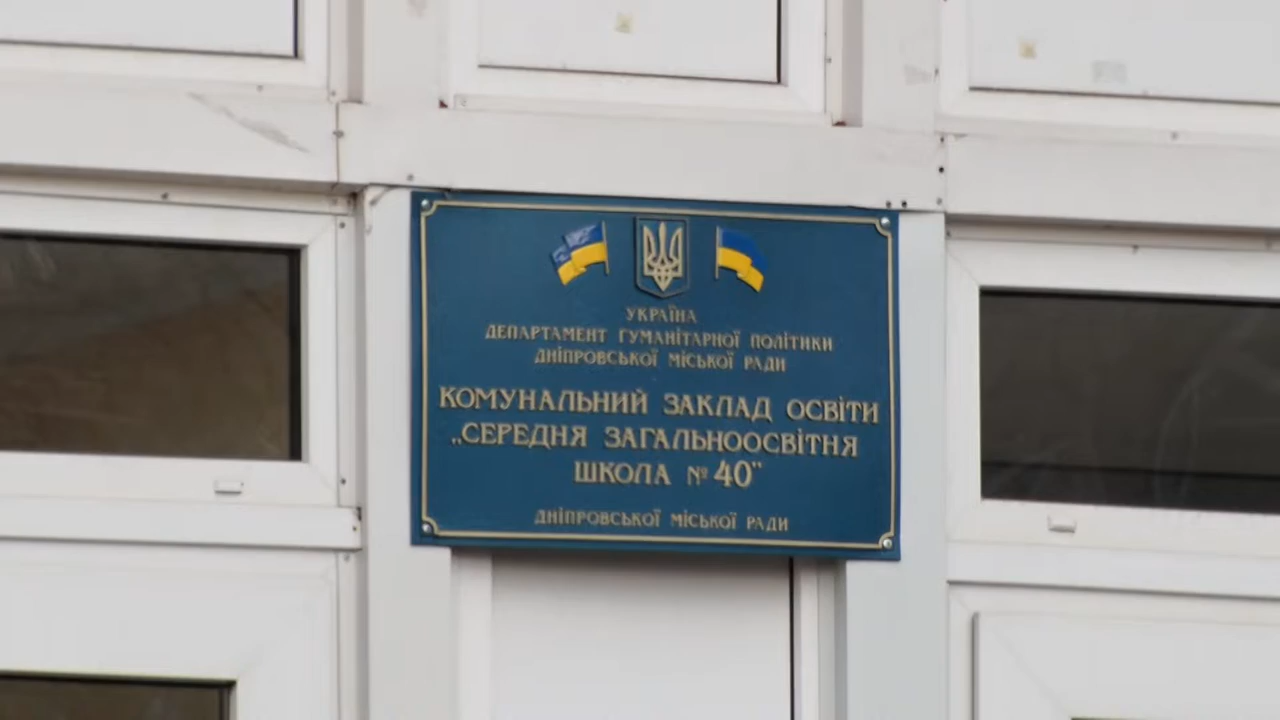 УКРАЇНА
ДЕПАРТАМЕНТ ГУМАНІТАРНОЇ ПОЛІТИКИ
ДНІПРОВСЬКОЇ МІСЬКОЇ РАДИ
КОМУНАЛЬНИЙ ЗАКЛАД ОСВІТИ
„СЕРЕДНЯ ЗАГАЛЬНООСВІТНЯ
ШКОЛА № 40”
ДНІПРОВСЬКОЇ МІСЬКОЇ РАДИ